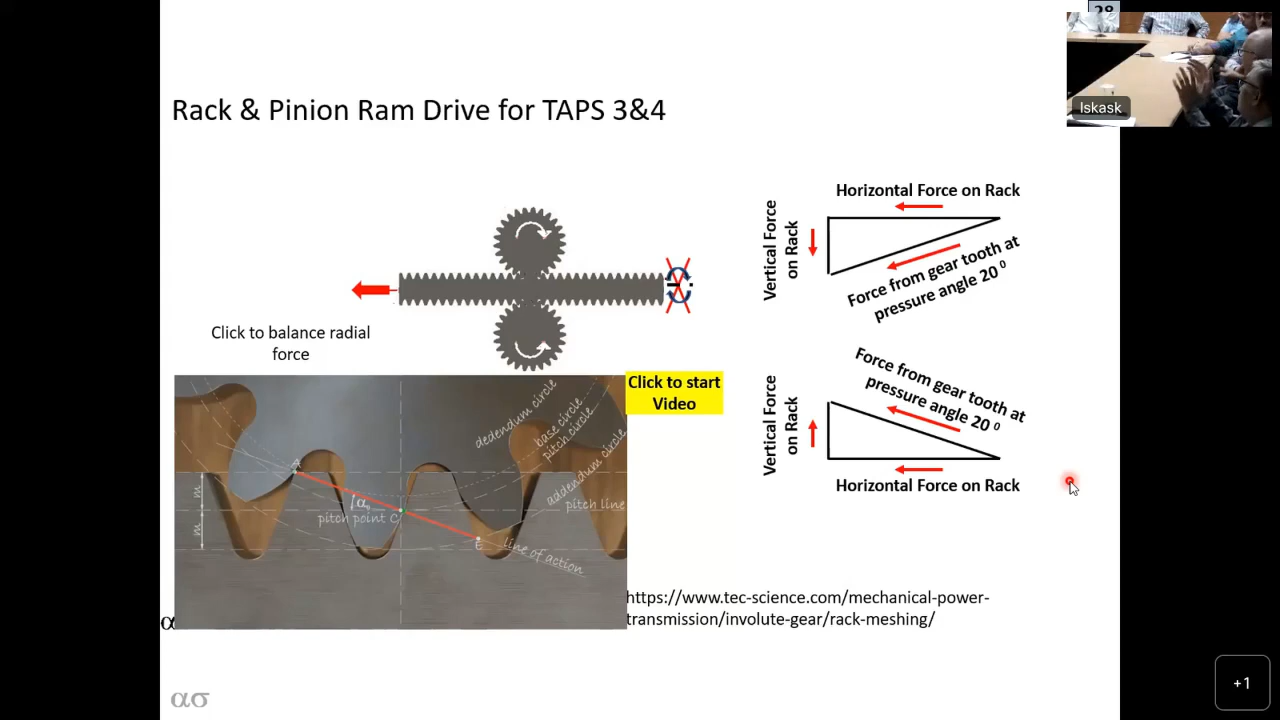 28
Iskask
Rack & Pinion Ram Drive for TAPS 3&4
Horizontal Force on Rack
Vertical Force
on Rack
Force from gear tooth at
pressure angle 20 ⁰
Click to balance radial
force
Click to start
Video
Force from gear tooth at
pressure angle 20 ⁰
Vertical Force
on Rack
Horizontal Force on Rack
dedendum circle
base circle
pitch circle
addendum circle
pitch line
A
m
m
α₀
pitch point C
E
line of action
https://www.tec-science.com/mechanical-power-
transmission/involute-gear/rack-meshing/
α
ασ
+1